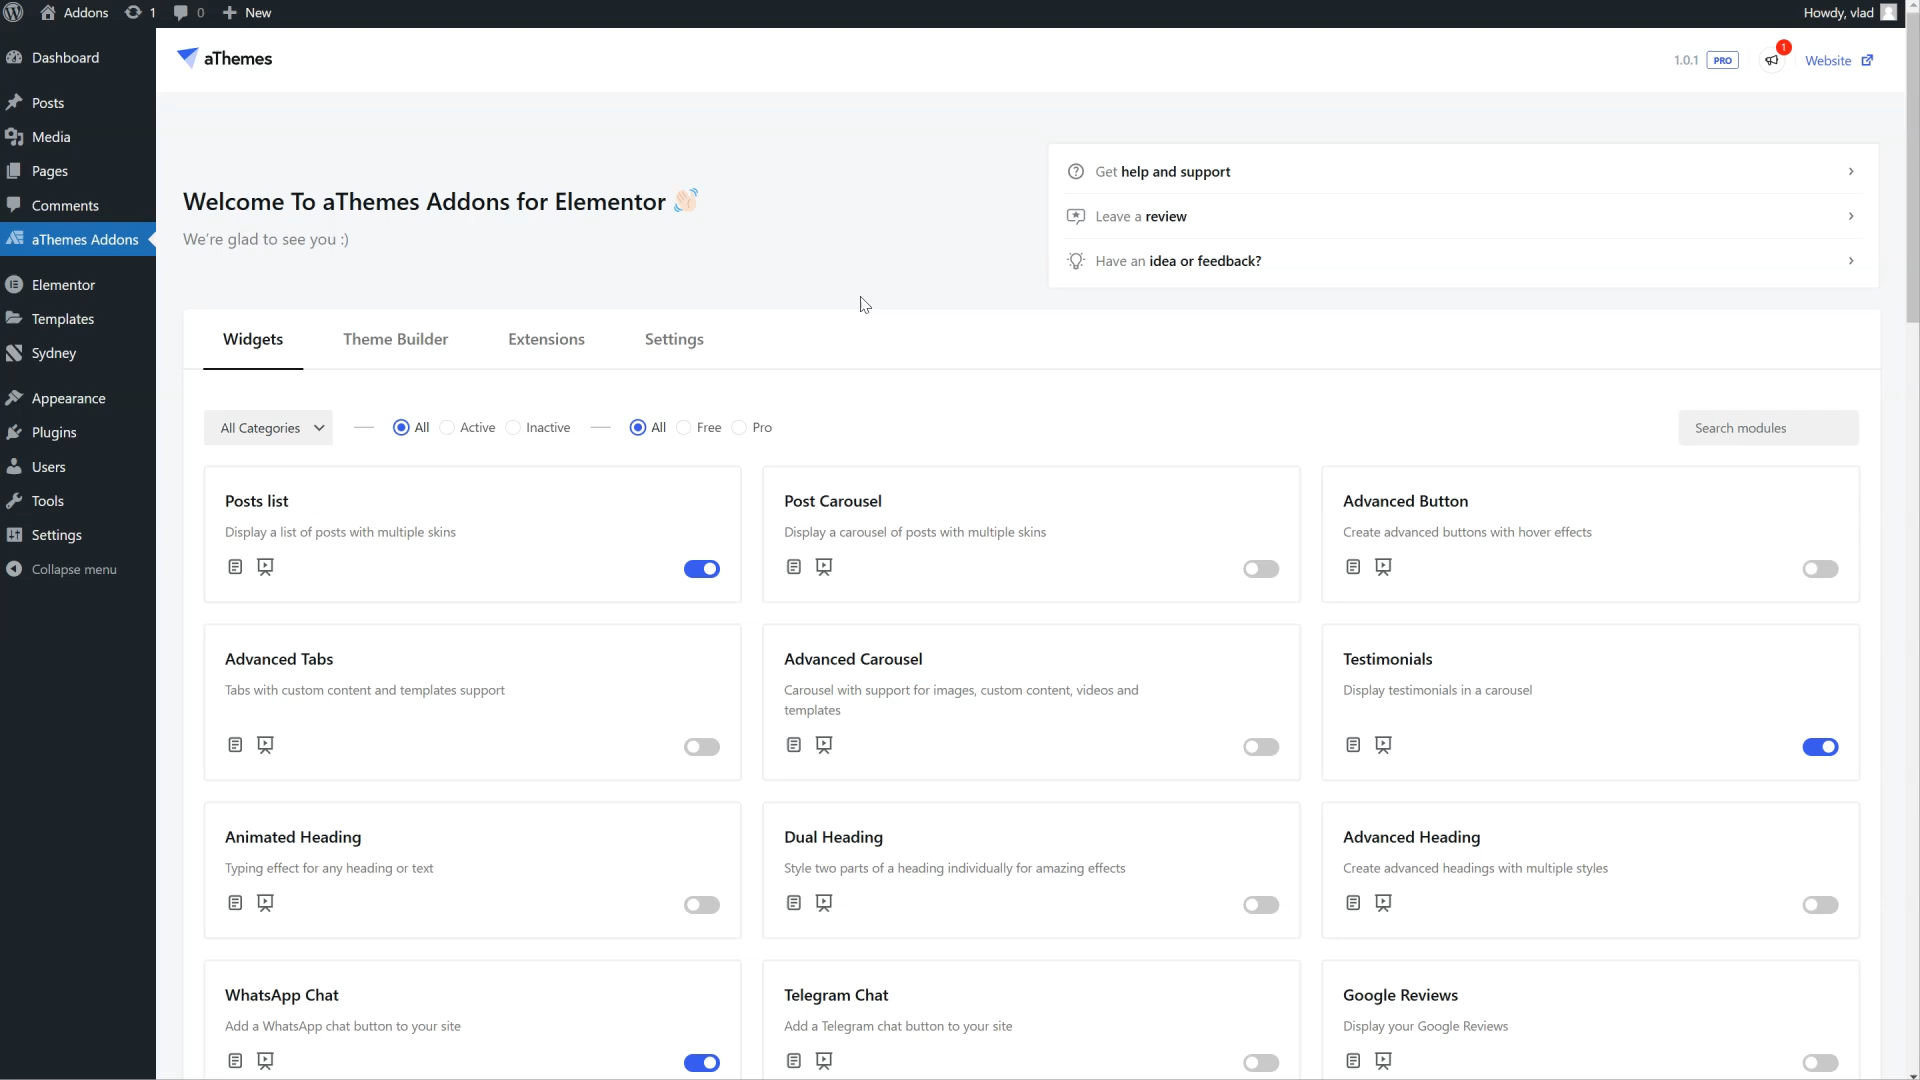 Addons
1
0
New
Howdy, vlad
Dashboard
Posts
Media
Pages
Comments
aThemes Addons
Elementor
Templates
Sydney
Appearance
Plugins
Users
Tools
Settings
Collapse menu
aThemes
1.0.1
PRO
1
Website
Welcome To aThemes Addons for Elementor
We're glad to see you :)
Get help and support
Leave a review
Have an idea or feedback?
Widgets
Theme Builder
Extensions
Settings
All Categories
All
Active
Inactive
All
Free
Pro
Search modules
Posts list
Display a list of posts with multiple skins
Post Carousel
Display a carousel of posts with multiple skins
Advanced Button
Create advanced buttons with hover effects
Advanced Tabs
Tabs with custom content and templates support
Advanced Carousel
Carousel with support for images, custom content, videos and
templates
Testimonials
Display testimonials in a carousel
Animated Heading
Typing effect for any heading or text
Dual Heading
Style two parts of a heading individually for amazing effects
Advanced Heading
Create advanced headings with multiple styles
WhatsApp Chat
Add a WhatsApp chat button to your site
Telegram Chat
Add a Telegram chat button to your site
Google Reviews
Display your Google Reviews